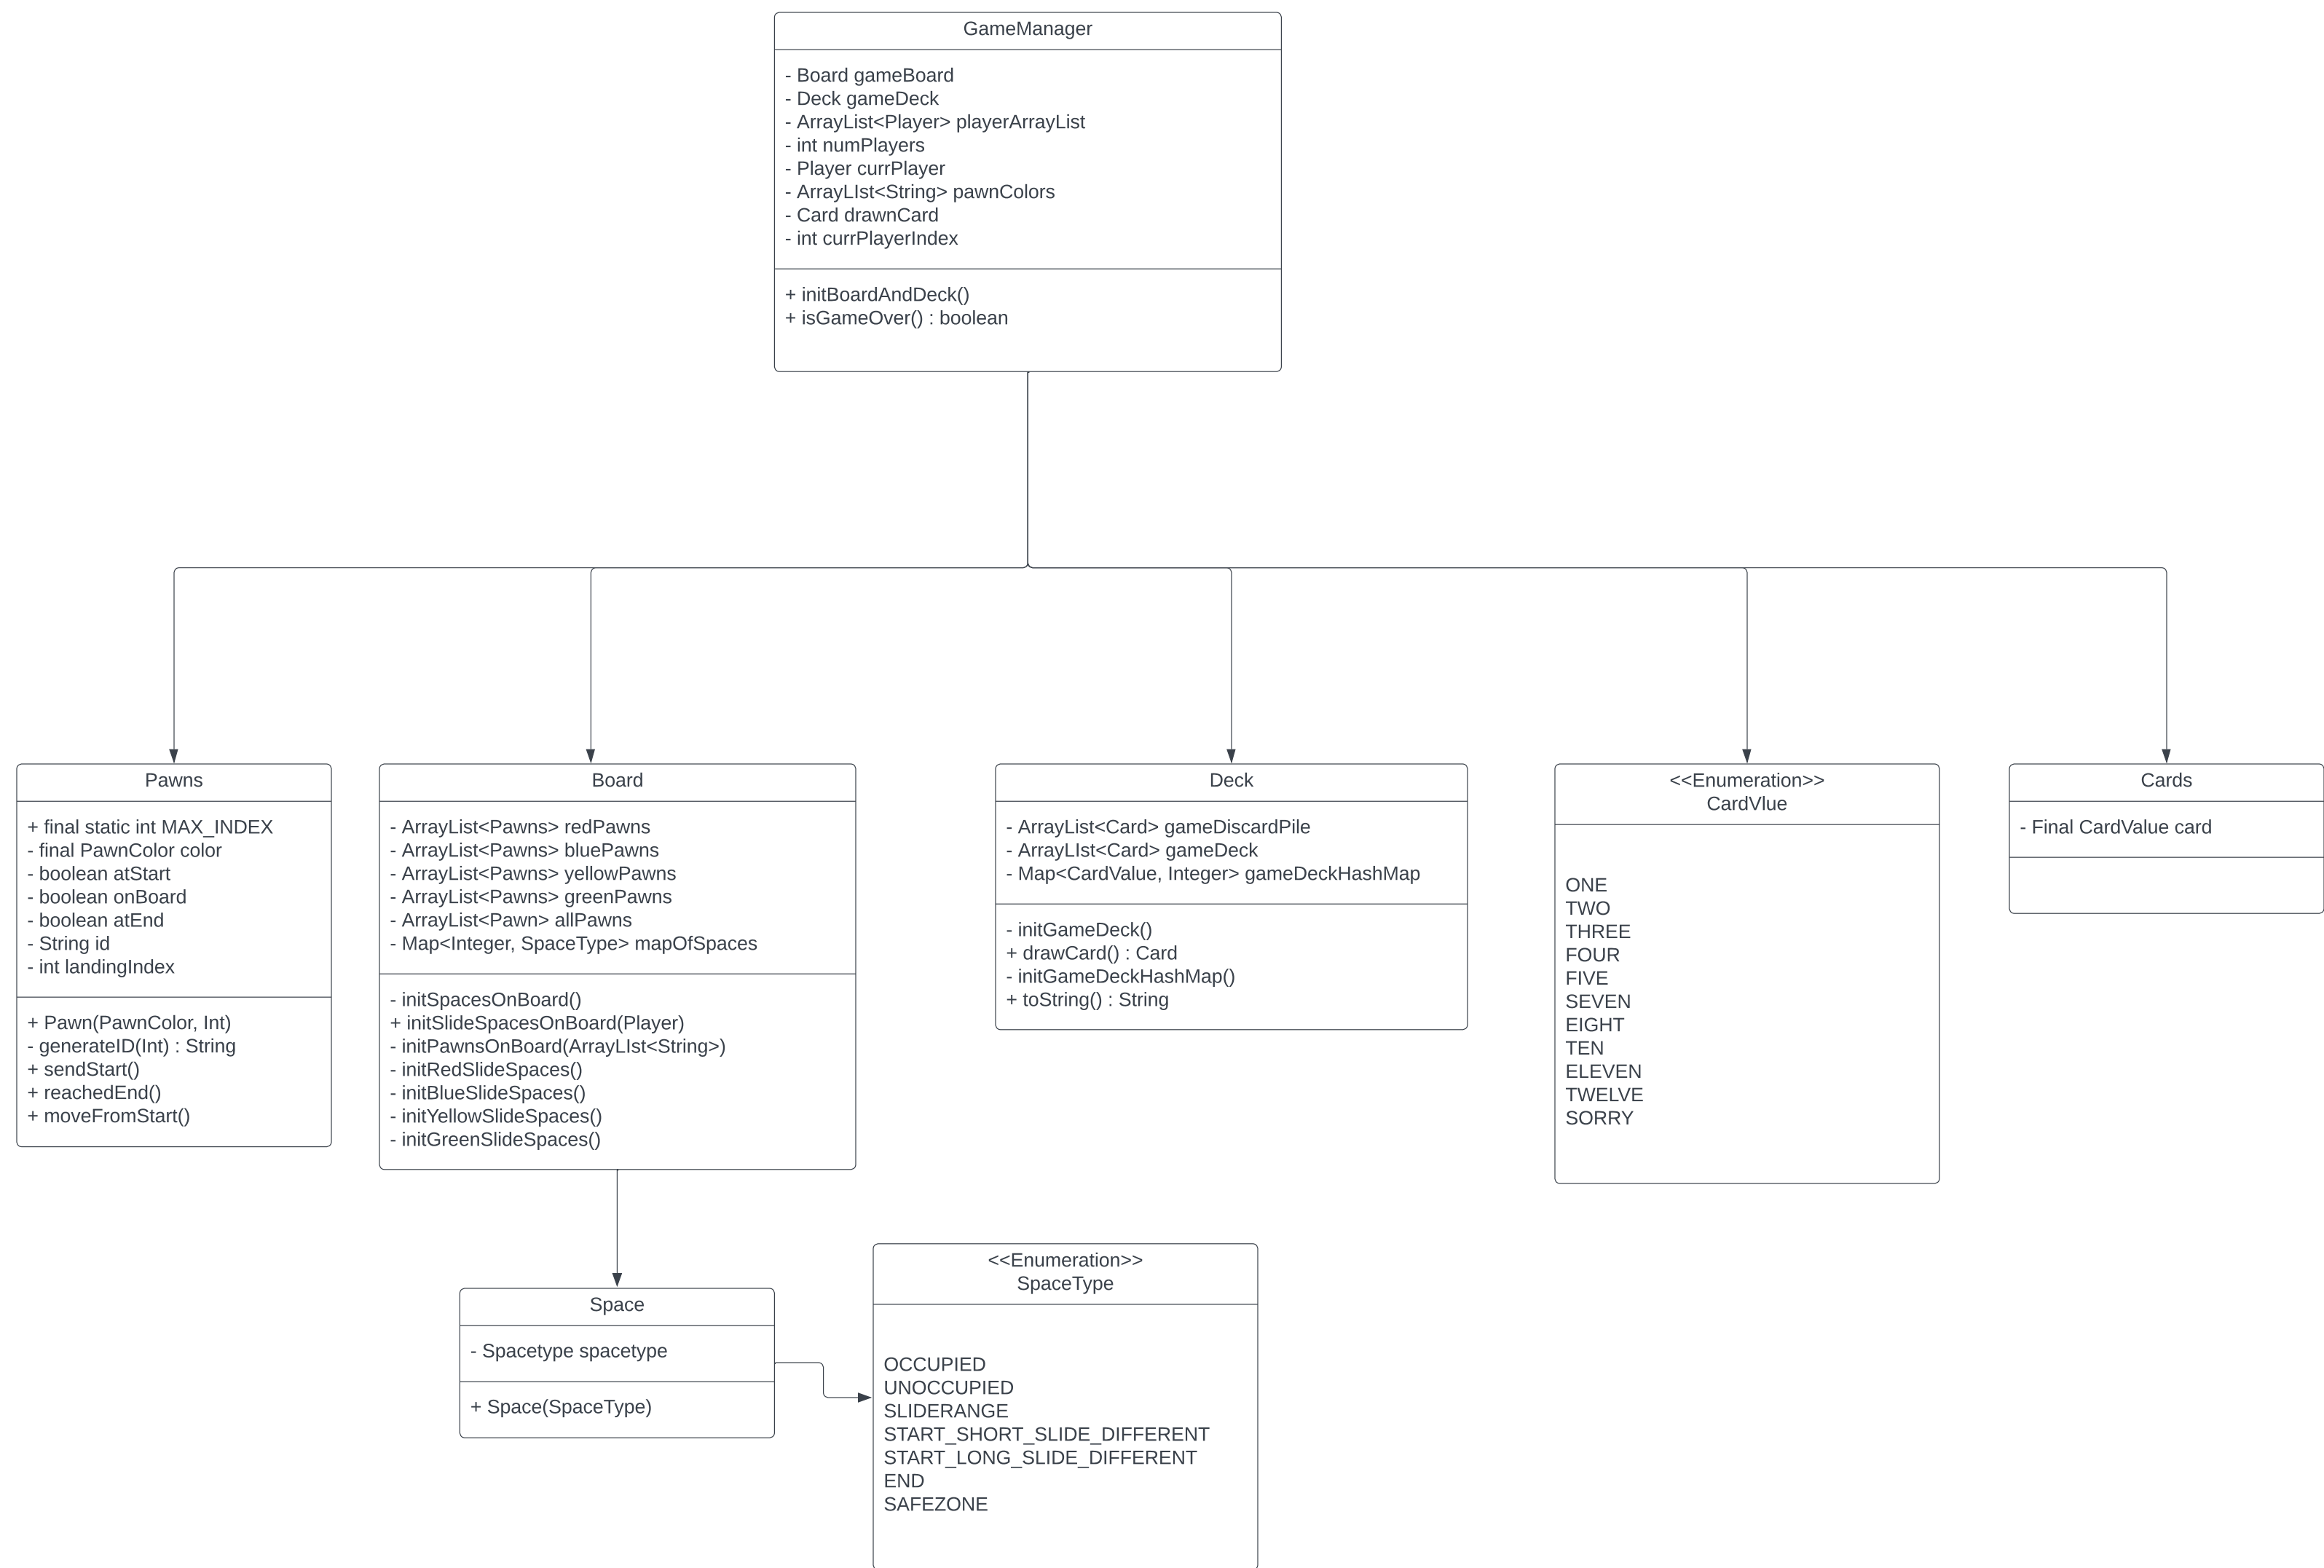 GameManager
- Board gameBoard
- Deck gameDeck
- ArrayList<Player> playerArrayList
- int numPlayers
- Player currPlayer
- ArrayLIst<String> pawnColors
- Card drawnCard
- int currPlayerIndex
+ initBoardAndDeck()
+ isGameOver() : boolean
Pawns
+ final static int MAX_INDEX
- final PawnColor color
- boolean atStart
- boolean onBoard
- boolean atEnd
- String id
- int landingIndex
+ Pawn(PawnColor, Int)
- generateID(Int) : String
+ sendStart()
+ reachedEnd()
+ moveFromStart()
Board
- ArrayList<Pawns> redPawns
- ArrayList<Pawns> bluePawns
- ArrayList<Pawns> yellowPawns
- ArrayList<Pawns> greenPawns
- ArrayList<Pawn> allPawns
- Map<Integer, SpaceType> mapOfSpaces
- initSpacesOnBoard()
+ initSlideSpacesOnBoard(Player)
- initPawnsOnBoard(ArrayLIst<String>)
- initRedSlideSpaces()
- initBlueSlideSpaces()
- initYellowSlideSpaces()
- initGreenSlideSpaces()
Deck
- ArrayList<Card> gameDiscardPile
- ArrayLIst<Card> gameDeck
- Map<CardValue, Integer> gameDeckHashMap
- initGameDeck()
+ drawCard() : Card
- initGameDeckHashMap()
+ toString() : String
<<Enumeration>>
CardVlue
ONE
TWO
THREE
FOUR
FIVE
SEVEN
EIGHT
TEN
ELEVEN
TWELVE
SORRY
Cards
- Final CardValue card
Space
- Spacetype spacetype
+ Space(SpaceType)
<<Enumeration>>
SpaceType
OCCUPIED
UNOCCUPIED
SLIDERANGE
START_SHORT_SLIDE_DIFFERENT
START_LONG_SLIDE_DIFFERENT
END
SAFEZONE